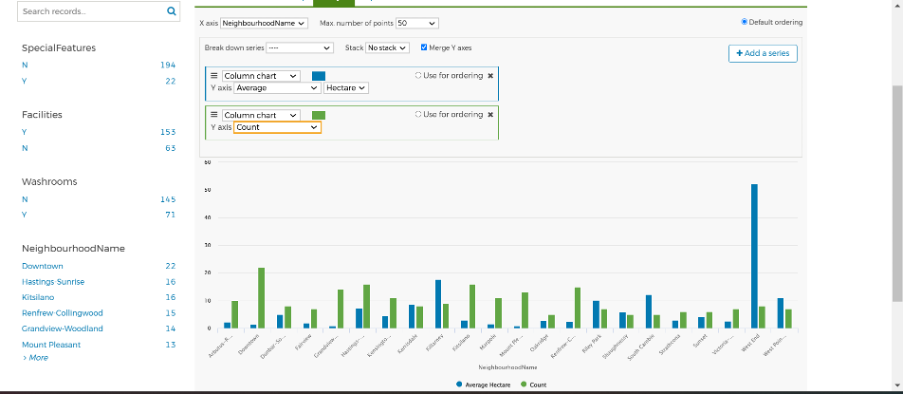 Search records..
SpecialFeatures
N 194
Y 22
Facilities
Y 153
N 63
Washrooms
N 145
Y 71
NeighbourhoodName
Downtown 22
Hastings-Sunrise 16
Kitsilano 16
Renfrew-Collingwood 15
Grandview-Woodland 14
Mount Pleasant 13
> More
X axis NeighbourhoodName Max. number of points 50 Default ordering
Break down series ---- Stack No stack Merge Y axes
+ Add a series
Column chart Use for ordering ✖
Y axis Average Hectare
Column chart Use for ordering ✖
Y axis Count
60
50
40
30
20
10
0
Arbutus-R...
Downtown
Dunbar-So...
Fairview
Grandview...
Hastings-...
Kensingto...
Kerrisdale
Killarney
Kitsilano
Marpole
Mount Ple...
Oakridge
Renfrew-C...
Riley Park
Shaughnessy
South Cambie
Strathcona
Sunset
Victoria-...
West End
West Poin...
NeighbourhoodName
Average Hectare Count